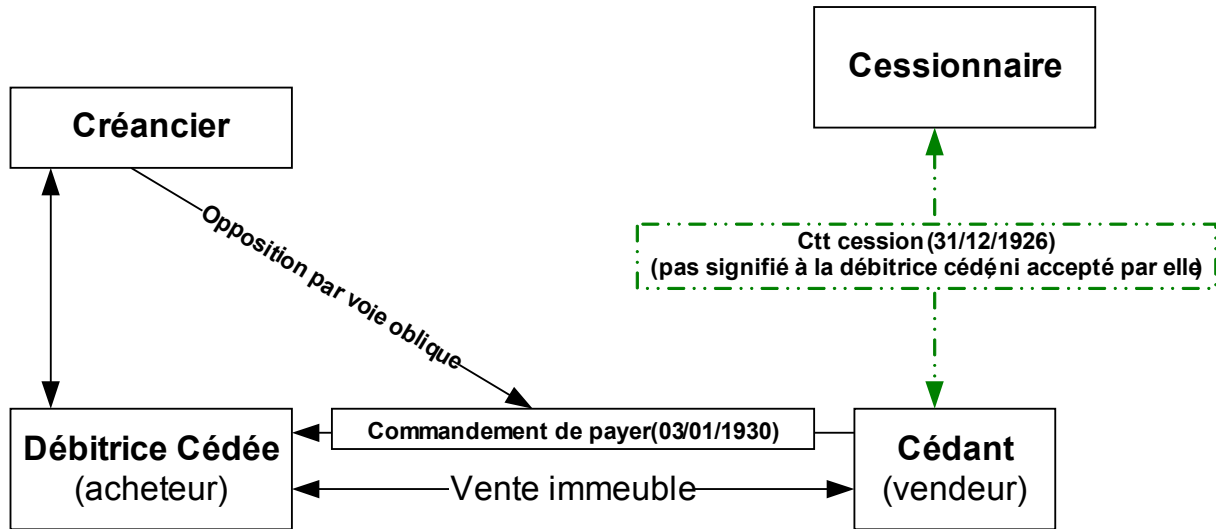 Cessionnaire
Créancier
Opposition par voie oblique
Ctt cession (31/12/1926)
(pas signifié à la débitrice cédé ni accepté par elle)
Débitrice Cédée
(acheteur)
Commandement de payer(03/01/1930)
Vente immeuble
Cédant
(vendeur)